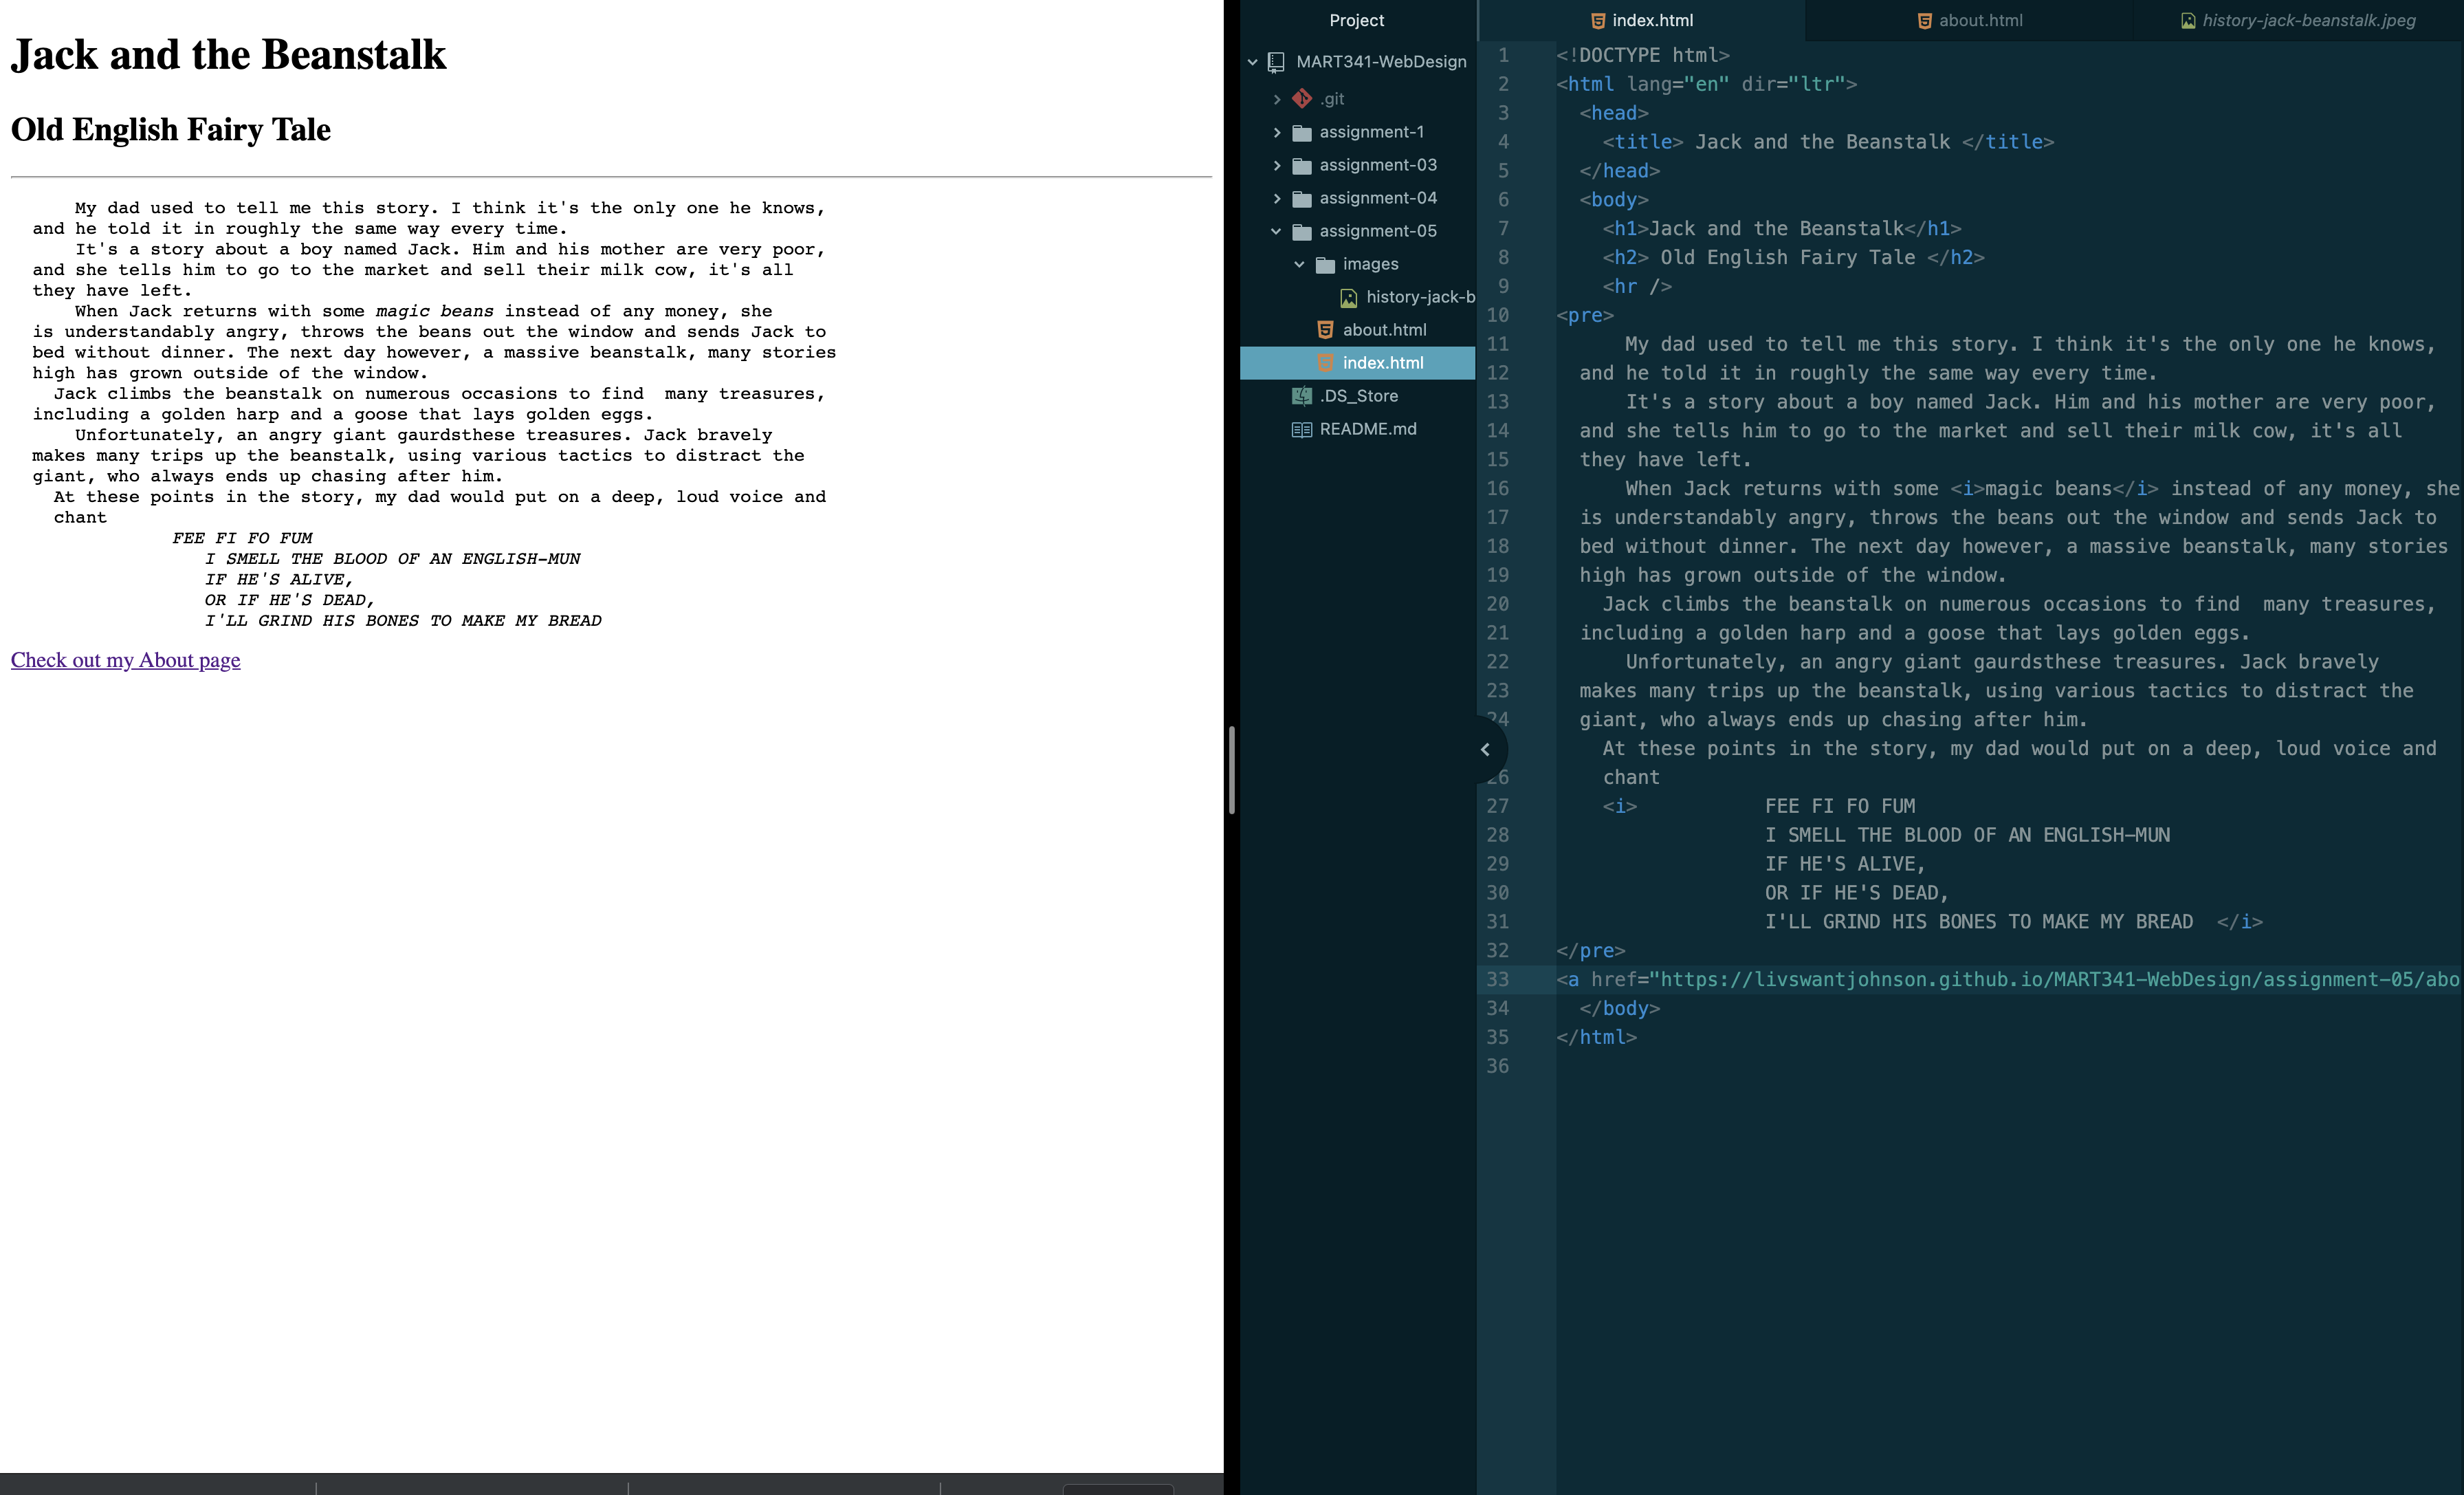 Jack and the Beanstalk
Old English Fairy Tale
My dad used to tell me this story. I think it's the only one he knows,
and he told it in roughly the same way every time.
It's a story about a boy named Jack. Him and his mother are very poor,
and she tells him to go to the market and sell their milk cow, it's all
they have left.
When Jack returns with some magic beans instead of any money, she
is understandably angry, throws the beans out the window and sends Jack to
bed without dinner. The next day however, a massive beanstalk, many stories
high has grown outside of the window.
Jack climbs the beanstalk on numerous occasions to find  many treasures,
including a golden harp and a goose that lays golden eggs.
Unfortunately, an angry giant gaurdsthese treasures. Jack bravely
makes many trips up the beanstalk, using various tactics to distract the
giant, who always ends up chasing after him.
At these points in the story, my dad would put on a deep, loud voice and
chant
FEE FI FO FUM
I SMELL THE BLOOD OF AN ENGLISH-MUN
IF HE'S ALIVE,
OR IF HE'S DEAD,
I'LL GRIND HIS BONES TO MAKE MY BREAD
Check out my About page
Project
MART341-WebDesign
.git
assignment-1
assignment-03
assignment-04
assignment-05
images
history-jack-b
about.html
index.html
.DS_Store
README.md
index.html
about.html
history-jack-beanstalk.jpeg
1 <!DOCTYPE html>
2 <html lang="en" dir="ltr">
3 <head>
4 <title> Jack and the Beanstalk </title>
5 </head>
6 <body>
7 <h1>Jack and the Beanstalk</h1>
8 <h2> Old English Fairy Tale </h2>
9 <hr />
10 <pre>
11 My dad used to tell me this story. I think it's the only one he knows,
12 and he told it in roughly the same way every time.
13 It's a story about a boy named Jack. Him and his mother are very poor,
14 and she tells him to go to the market and sell their milk cow, it's all
15 they have left.
16 When Jack returns with some <i>magic beans</i> instead of any money, she
17 is understandably angry, throws the beans out the window and sends Jack to
18 bed without dinner. The next day however, a massive beanstalk, many stories
19 high has grown outside of the window.
20 Jack climbs the beanstalk on numerous occasions to find  many treasures,
21 including a golden harp and a goose that lays golden eggs.
22 Unfortunately, an angry giant gaurdsthese treasures. Jack bravely
23 makes many trips up the beanstalk, using various tactics to distract the
24 giant, who always ends up chasing after him.
At these points in the story, my dad would put on a deep, loud voice and
26 chant
27 <i> FEE FI FO FUM
28 I SMELL THE BLOOD OF AN ENGLISH-MUN
29 IF HE'S ALIVE,
30 OR IF HE'S DEAD,
31 I'LL GRIND HIS BONES TO MAKE MY BREAD  </i>
32 </pre>
33 <a href="https://livswantjohnson.github.io/MART341-WebDesign/assignment-05/abo
34 </body>
35 </html>
36